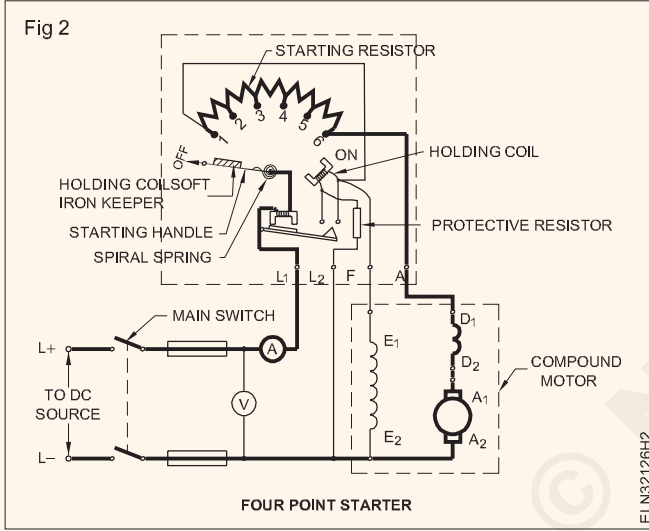 Fig 2
STARTING RESISTOR
1
2
3
4
5
6
OFF
ON
HOLDING COIL
HOLDING COILSOFT
IRON KEEPER
STARTING HANDLE
SPIRAL SPRING
PROTECTIVE RESISTOR
L1 L2 F A
MAIN SWITCH
L+
A
TO DC
SOURCE
V
L–
E1
E2
D1
D2
A1
A2
COMPOUND
MOTOR
FOUR POINT STARTER
ELN32126H2
©